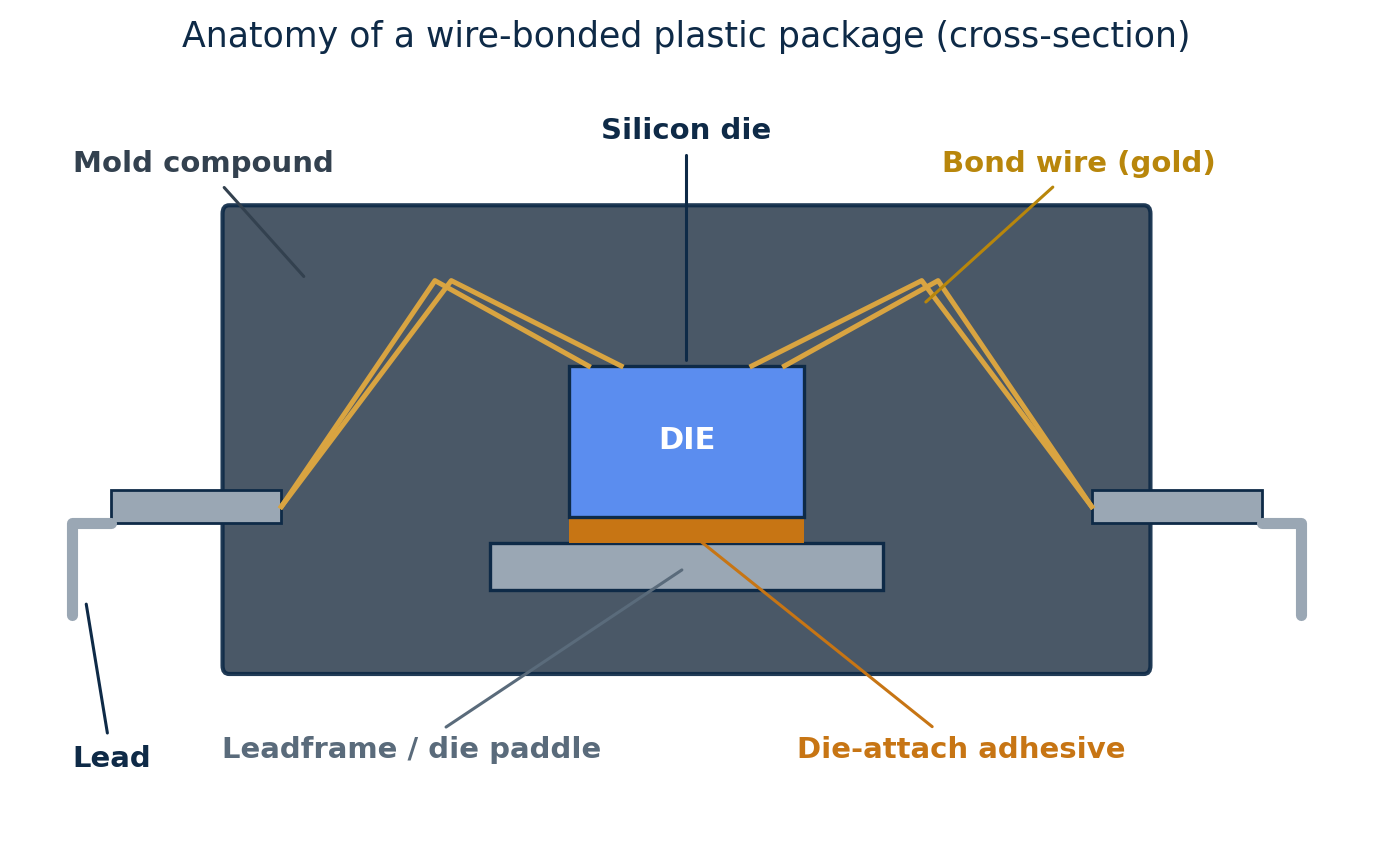 Anatomy of a wire-bonded plastic package (cross-section)
Silicon die
Mold compound
Bond wire (gold)
DIE
Lead
Leadframe / die paddle
Die-attach adhesive